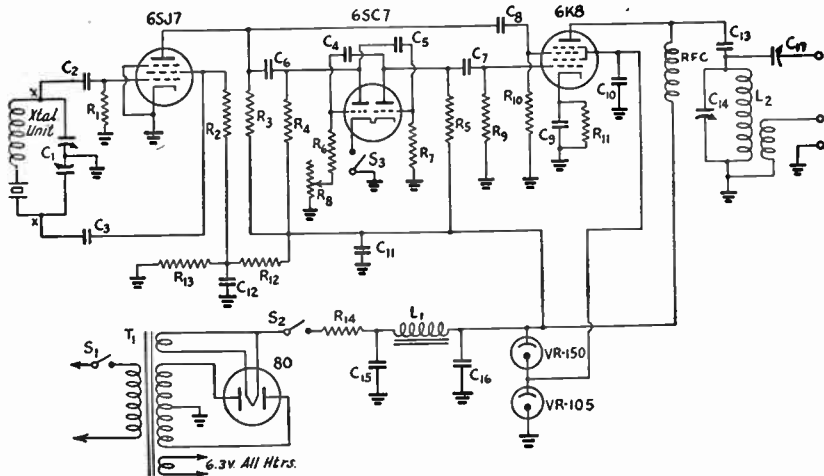 6SJ7
6SC7
6K8
C8
C13
C17
C2
C6
C4
C5
C7
RFC
R1
Xtal Unit
C1
R2
R3
R4
R6
S3
R7
R8
R5
R9
R10
C9
R11
C10
C14
L2
x
x
C3
R13
R12
C12
C11
T1
S1
S2
80
R14
L1
C15
C16
VR-150
VR-105
6.3v. All Htrs.